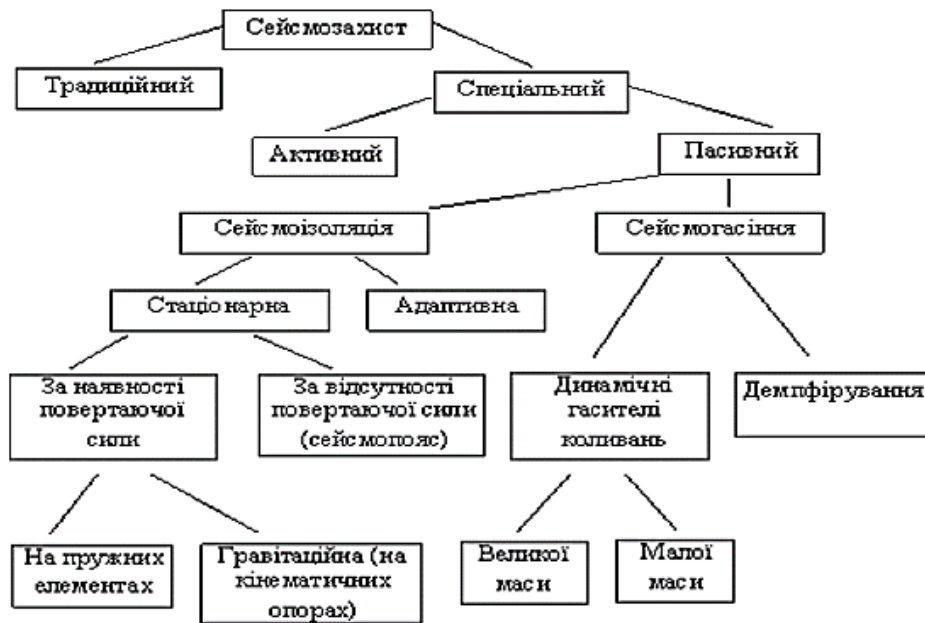 Сейсмозахист
Традиційний
Спеціальний
Активний
Пасивний
Сейсмоізоляція
Сейсмогасіння
Стаціонарна
Адаптивна
За наявності
повертаючої
сили
За відсутності
повертаючої сили
(сейсмопояс)
Динамічні
гасителі
коливань
Демпфірування
На пружних
елементах
Гравітаційна (на
кінематичних
опорах)
Великої
маси
Малої
маси